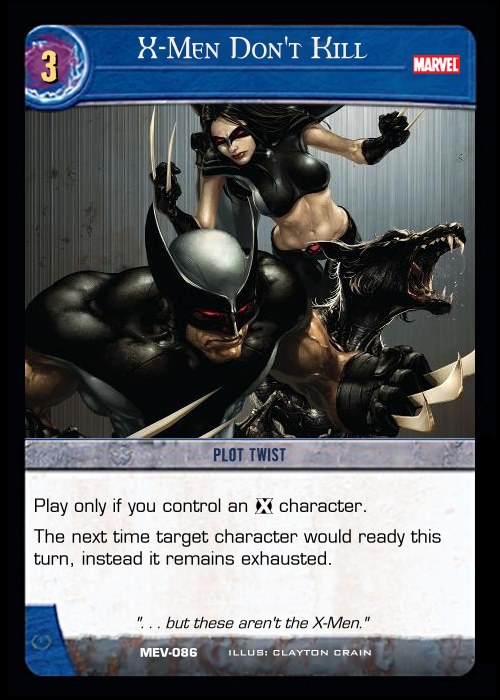 3
X-Men Don't Kill
MARVEL
PLOT TWIST
Play only if you control an X character.
The next time target character would ready this
turn, instead it remains exhausted.
". . . but these aren't the X-Men."
MEV-086 ILLUS: CLAYTON CRAIN